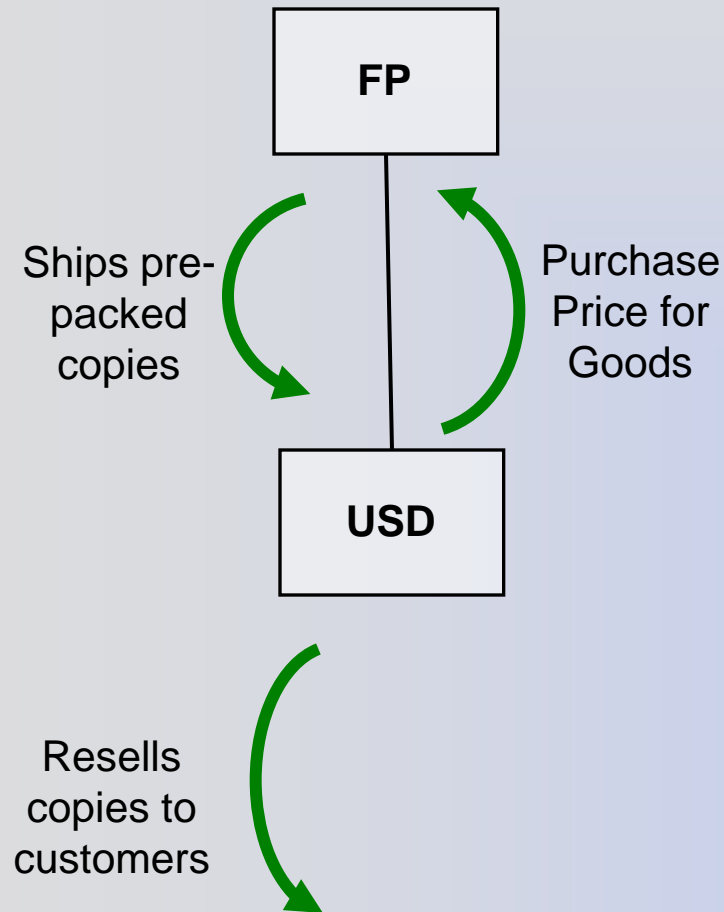 FP
Ships pre-
packed
copies
Purchase
Price for
Goods
USD
Resells
copies to
customers